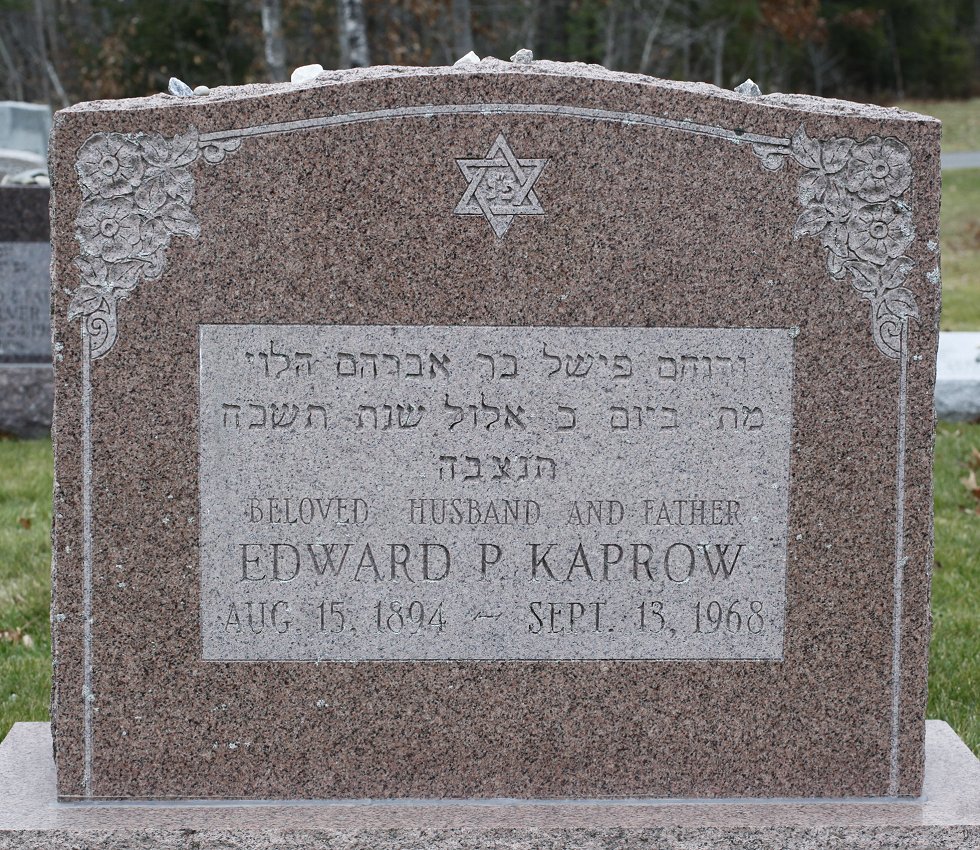 ירוחם פישל בר אברהם הלוי
מת ביום כ אלול שנת תשכח
תנצבה
BELOVED HUSBAND AND FATHER
EDWARD P. KAPROW
AUG 15, 1894 ~ SEPT. 13, 1968